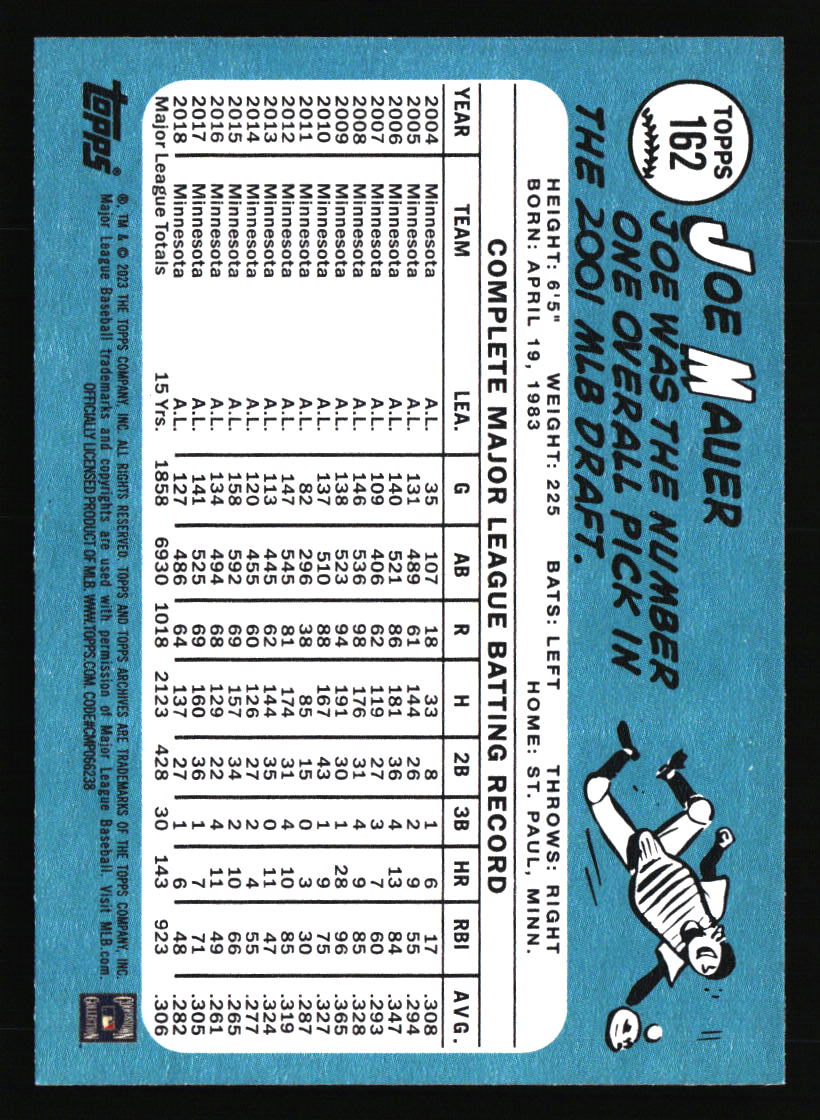 TOPPS
162
JOE MAUER
JOE WAS THE NUMBER
ONE OVERALL PICK IN
THE 2001 MLB DRAFT.
HEIGHT: 6'5" WEIGHT: 225 BATS: LEFT THROWS: RIGHT
BORN: APRIL 19, 1983 HOME: ST. PAUL, MINN.
COMPLETE MAJOR LEAGUE BATTING RECORD
YEAR TEAM LEA. G AB R H 2B 3B HR RBI AVG.
2004 Minnesota A.L. 35 107 18 33 8 1 6 17 .308
2005 Minnesota A.L. 131 489 61 144 26 2 9 55 .294
2006 Minnesota A.L. 140 521 86 181 36 4 13 84 .347
2007 Minnesota A.L. 109 406 62 119 27 3 7 60 .293
2008 Minnesota A.L. 146 536 98 176 31 4 9 85 .328
2009 Minnesota A.L. 138 523 94 191 30 1 28 96 .365
2010 Minnesota A.L. 137 510 88 167 43 1 9 75 .327
2011 Minnesota A.L. 82 296 38 85 15 0 3 30 .287
2012 Minnesota A.L. 147 545 81 174 31 4 10 85 .319
2013 Minnesota A.L. 113 445 62 144 35 0 11 47 .324
2014 Minnesota A.L. 120 455 60 126 27 2 4 55 .277
2015 Minnesota A.L. 158 592 69 157 34 2 10 66 .265
2016 Minnesota A.L. 134 494 68 129 22 4 11 49 .261
2017 Minnesota A.L. 141 525 69 160 36 1 7 71 .305
2018 Minnesota A.L. 127 486 64 137 27 1 6 48 .282
Major League Totals 15 Yrs. 1858 6930 1018 2123 428 30 143 923 .306
topps®
®, TM & © 2023 THE TOPPS COMPANY, INC. ALL RIGHTS RESERVED. TOPPS AND TOPPS ARCHIVES ARE TRADEMARKS OF THE TOPPS COMPANY, INC.
Major League Baseball trademarks and copyrights are used with permission of Major League Baseball. Visit MLB.com.
OFFICIALLY LICENSED PRODUCT OF MLB. WWW.TOPPS.COM. CODE#CMP066238
COOPERSTOWN
COLLECTION